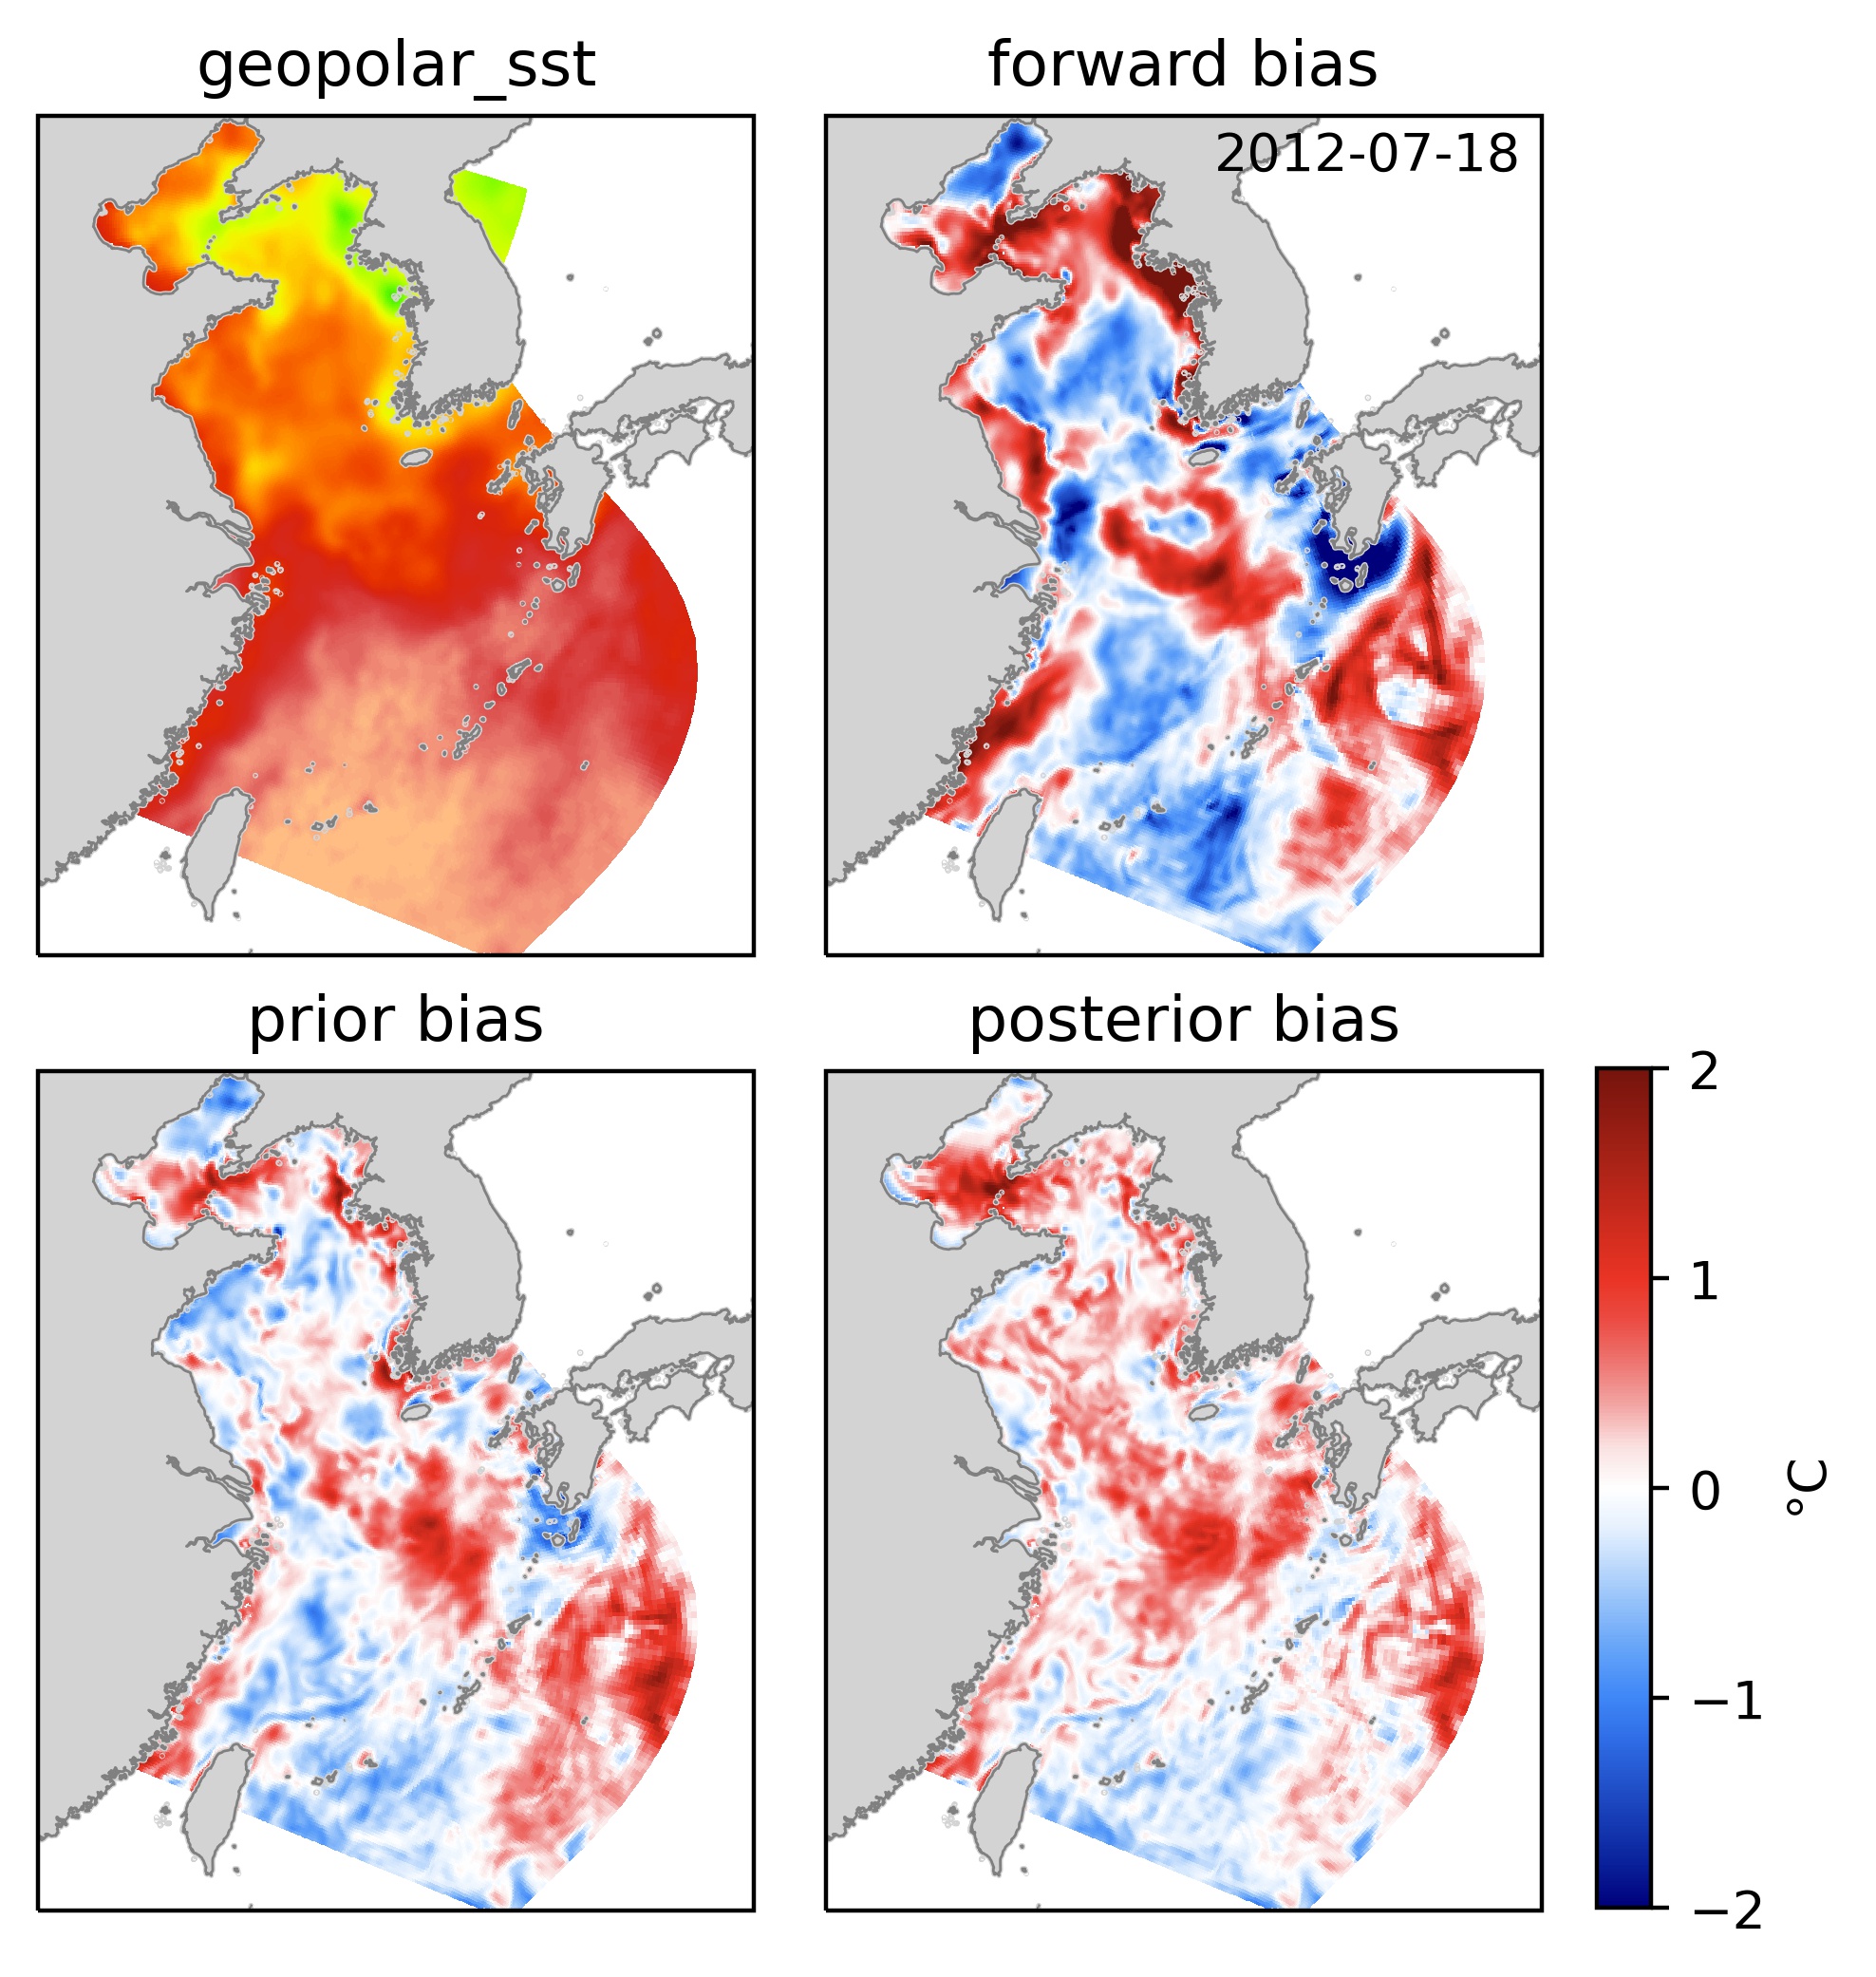 geopolar_sst
forward bias
2012-07-18
prior bias
posterior bias
2
1
0
−1
−2
°C